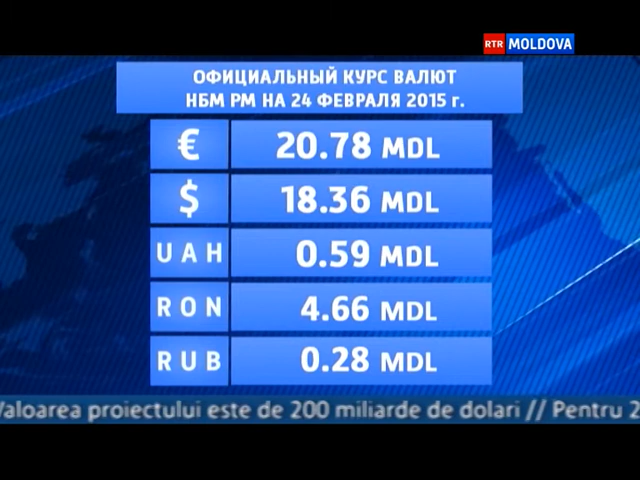 RTR MOLDOVA
ОФИЦИАЛЬНЫЙ КУРС ВАЛЮТ
НБМ РМ НА 24 ФЕВРАЛЯ 2015 г.
€ 20.78 MDL
$ 18.36 MDL
UAH 0.59 MDL
RON 4.66 MDL
RUB 0.28 MDL
Valoarea proiectului este de 200 miliarde de dolari // Pentru 2